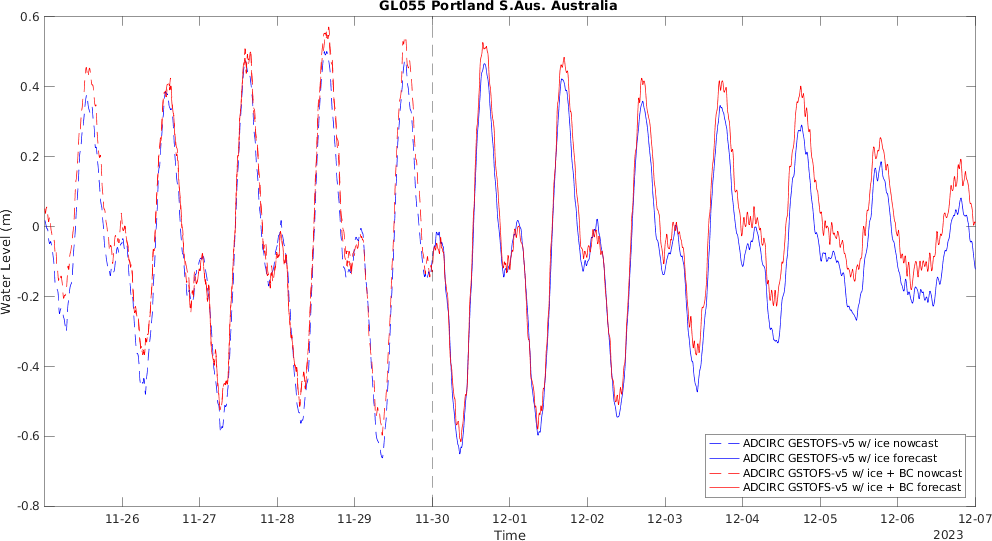 GL055 Portland S.Aus. Australia
0.6
0.4
0.2
0
-0.2
-0.4
-0.6
-0.8
Water Level (m)
11-26 11-27 11-28 11-29 11-30 12-01 12-02 12-03 12-04 12-05 12-06 12-07
Time
2023
ADCIRC GESTOFS-v5 w/ ice nowcast
ADCIRC GESTOFS-v5 w/ ice forecast
ADCIRC GSTOFS-v5 w/ ice + BC nowcast
ADCIRC GSTOFS-v5 w/ ice + BC forecast